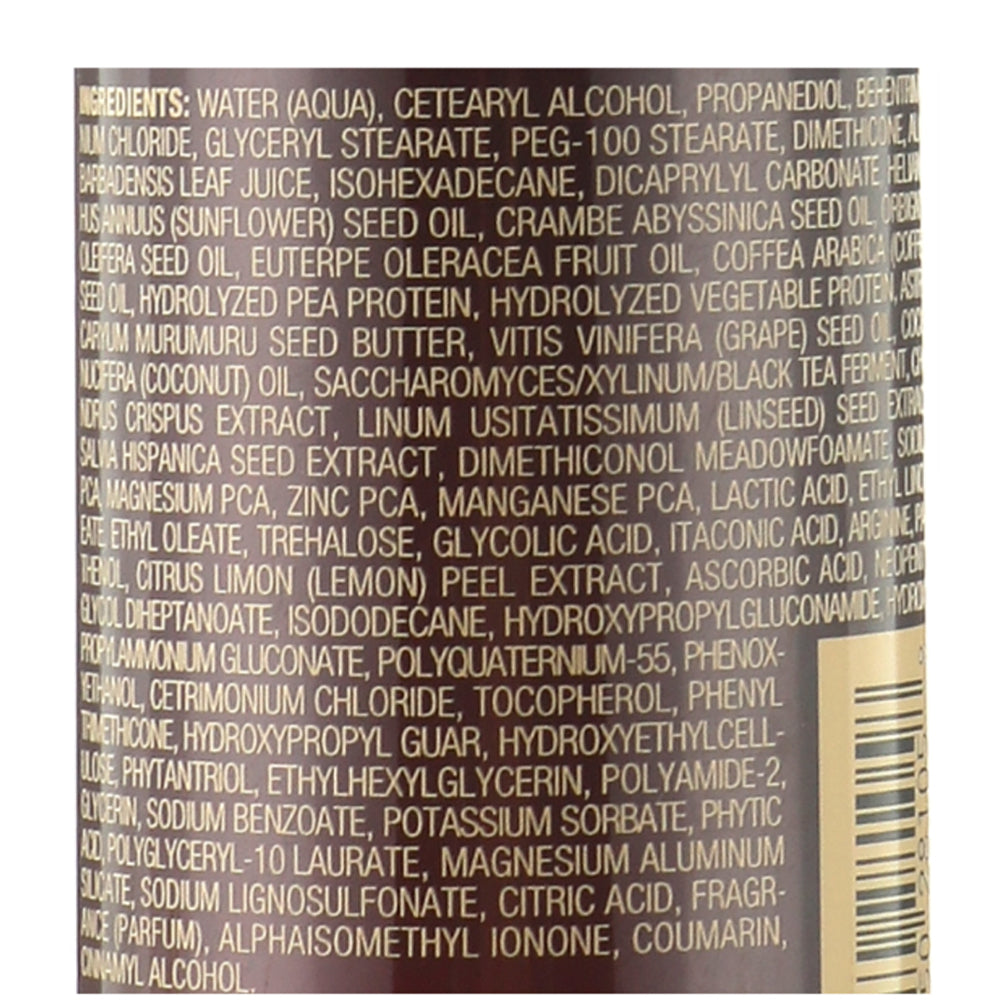 INGREDIENTS: WATER (AQUA), CETEARYL ALCOHOL, PROPANEDIOL, BEHENTRIMO
NIUM CHLORIDE, GLYCERYL STEARATE, PEG-100 STEARATE, DIMETHICONE,
BARBADENSIS LEAF JUICE, ISOHEXADECANE, DICAPRYLYL CARBONATE
HUS ANNUUS (SUNFLOWER) SEED OIL, CRAMBE ABYSSINICA SEED OIL,
OLEIFERA SEED OIL, EUTERPE OLERACEA FRUIT OIL, COFFEA ARABICA
SEED OIL, HYDROLYZED PEA PROTEIN, HYDROLYZED VEGETABLE PROTEIN,
CARYUM MURUMURU SEED BUTTER, VITIS VINIFERA (GRAPE) SEED OIL,
NUCIFERA (COCONUT) OIL, SACCHAROMYCES/XYLINUM/BLACK TEA FERMENT,
NDRUS CRISPUS EXTRACT, LINUM USITATISSIMUM (LINSEED) SEED
SALVIA HISPANICA SEED EXTRACT, DIMETHICONOL MEADOWFOAMATE,
PCA, MAGNESIUM PCA, ZINC PCA, MANGANESE PCA, LACTIC ACID, ETHYL
EATE, ETHYL OLEATE, TREHALOSE, GLYCOLIC ACID, ITACONIC ACID, ARGININE,
THENOL, CITRUS LIMON (LEMON) PEEL EXTRACT, ASCORBIC ACID,
GLYCOL DIHEPTANOATE, ISODODECANE, HYDROXYPROPYLGLUCONAMIDE,
PROPYLAMMONIUM GLUCONATE, POLYQUATERNIUM-55, PHENOX-
YETHANOL, CETRIMONIUM CHLORIDE, TOCOPHEROL, PHENYL
TRIMETHICONE, HYDROXYPROPYL GUAR, HYDROXYETHYLCELL-
ULOSE, PHYTANTRIOL, ETHYLHEXYLGLYCERIN, POLYAMIDE-2,
GLYCERIN, SODIUM BENZOATE, POTASSIUM SORBATE, PHYTIC
ACID, POLYGLYCERYL-10 LAURATE, MAGNESIUM ALUMINUM
SILICATE, SODIUM LIGNOSULFONATE, CITRIC ACID, FRAGR-
ANCE (PARFUM), ALPHAISOMETHYL IONONE, COUMARIN,
CINNAMYL ALCOHOL.